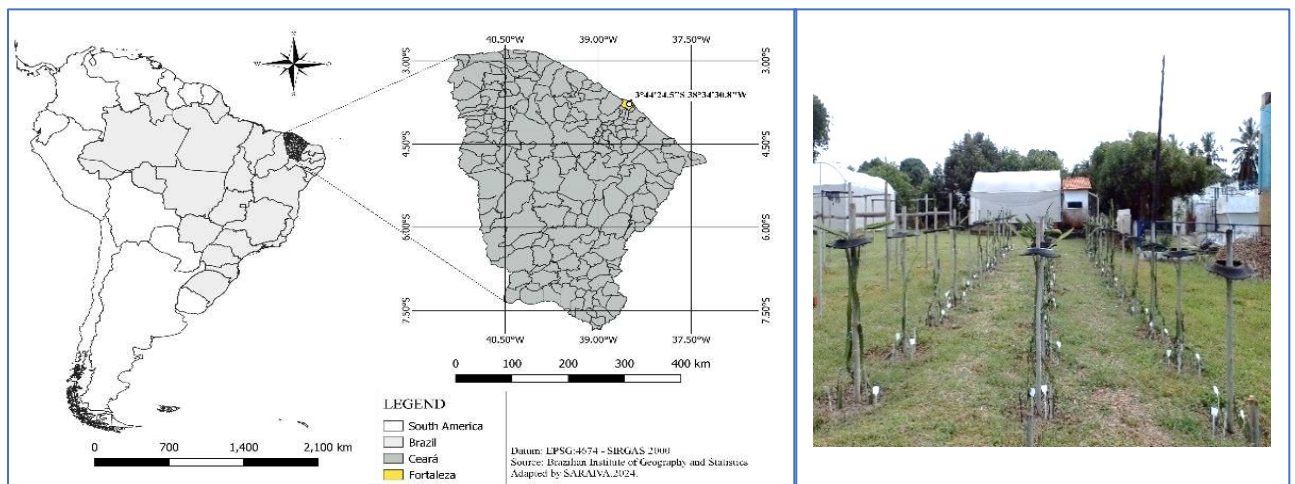 N
W
E
S
40.50°W 39.00°W 37.50°W
3.00°S 3.00°S
3°44'24.5"S 38°34'30.8"W
4.50°S 4.50°S
6.00°S 6.00°S
7.50°S 7.50°S
40.50°W 39.00°W 37.50°W
0 100 200 300 400 km
0 700 1,400 2,100 km
LEGEND
South America
Brazil
Ceará
Fortaleza
Datum: EPSG:4674 - SIRGAS 2000
Source: Brazilian Institute of Geography and Statistics
Adapted by SARAIVA.2024.